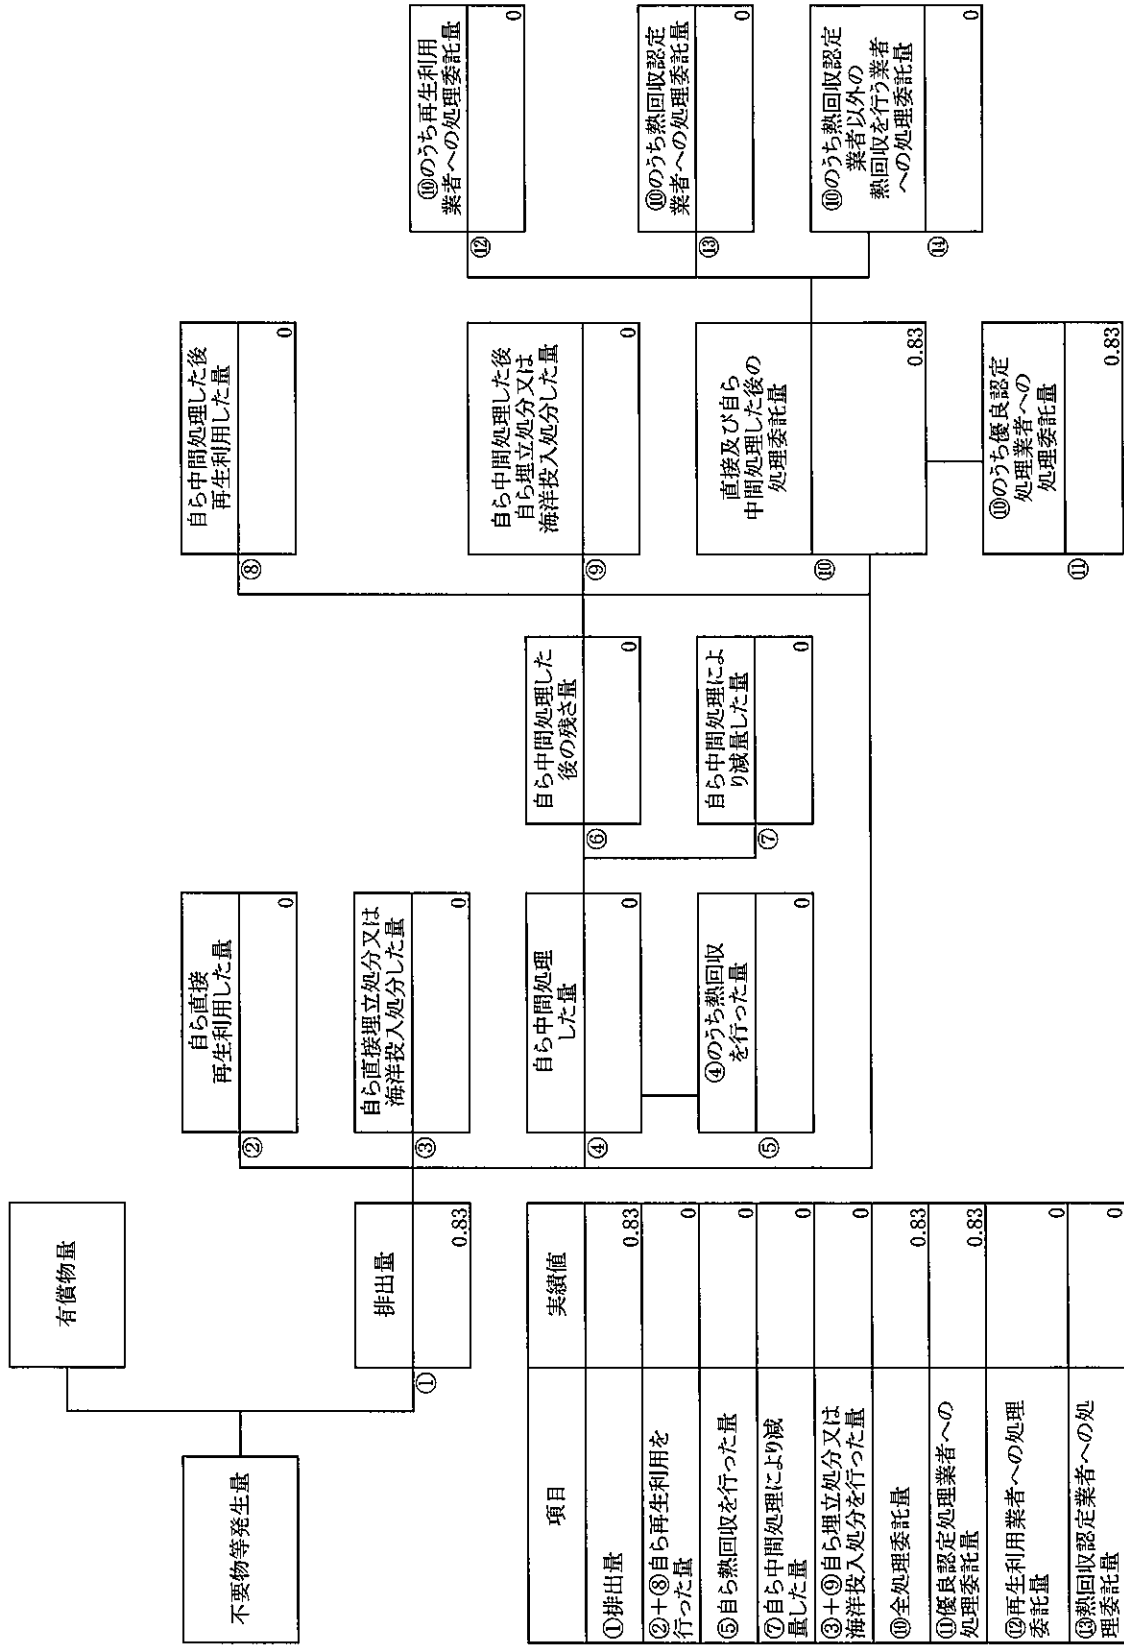 不要物等発生量
有償物量
①
排出量
0.83
②
自ら直接
再生利用した量
0
③
自ら直接埋立処分又は
海洋投入処分した量
0
④
自ら中間処理
した量
0
⑤
④のうち熱回収
を行った量
0
⑥
自ら中間処理した
後の残さ量
0
⑦
自ら中間処理によ
り減量した量
0
⑧
自ら中間処理した後
再生利用した量
0
⑨
自ら中間処理した後
自ら埋立処分又は
海洋投入処分した量
0
⑩
直接及び自ら
中間処理した後の
処理委託量
0.83
⑪
⑩のうち優良認定
処理業者への
処理委託量
0.83
⑫
⑩のうち再生利用
業者への処理委託量
0
⑬
⑩のうち熱回収認定
業者への処理委託量
0
⑭
⑩のうち熱回収認定
業者以外の
熱回収を行う業者
への処理委託量
0
項目 実績値
①排出量 0.83
②+⑧自ら再生利用を
行った量 0
⑤自ら熱回収を行った量 0
⑦自ら中間処理により減
量した量 0
③+⑨自ら埋立処分又は
海洋投入処分を行った量 0
⑩全処理委託量 0.83
⑪優良認定処理業者への
処理委託量 0.83
⑫再生利用業者への処理
委託量 0
⑬熱回収認定業者への処
理委託量 0